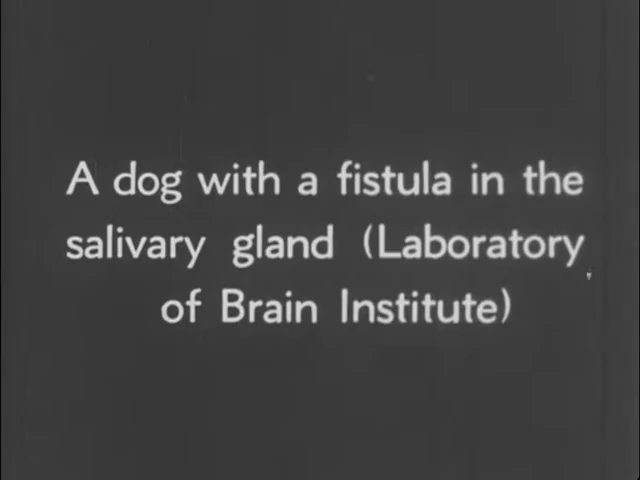 A dog with a fistula in the
salivary gland (Laboratory
of Brain Institute)